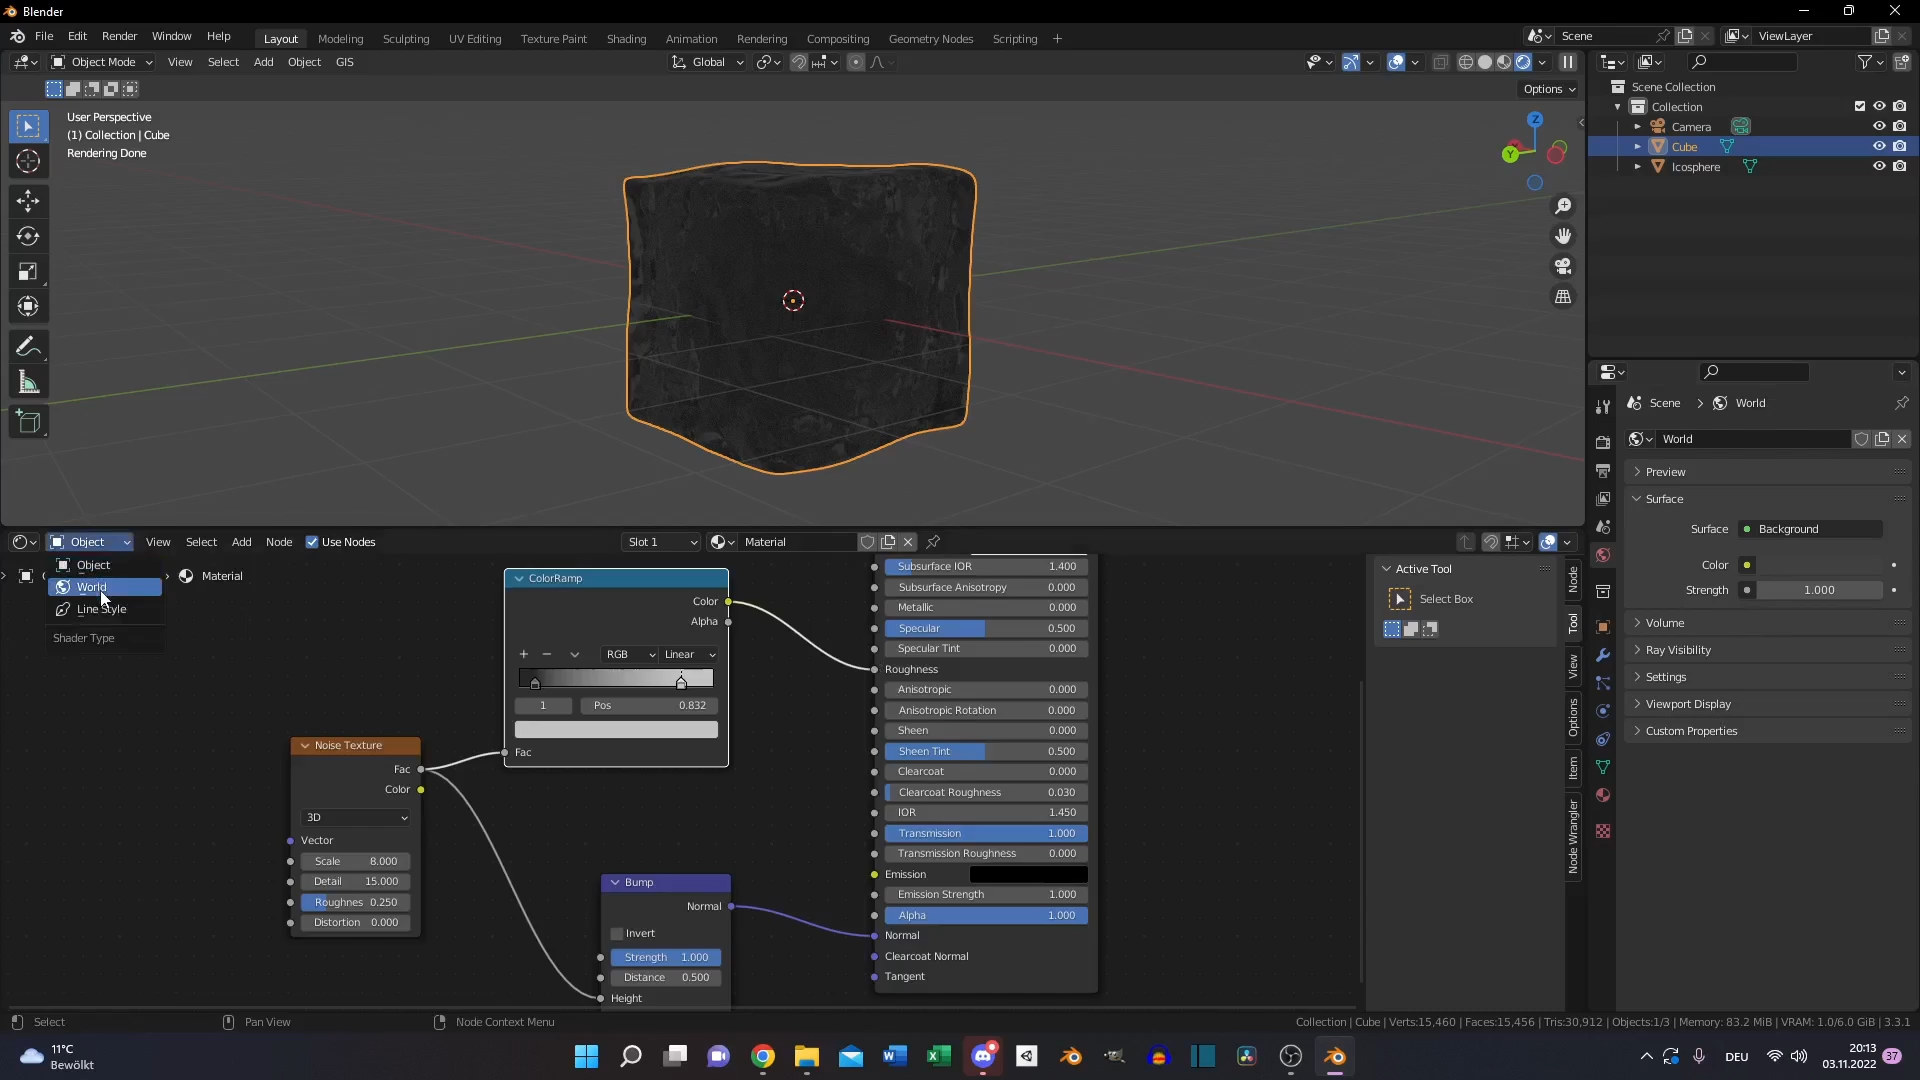 Blender
File Edit Render Window Help
Layout Modeling Sculpting UV Editing Texture Paint Shading Animation Rendering Compositing Geometry Nodes Scripting +
Scene
ViewLayer
Object Mode View Select Add Object GIS
Global
Options
User Perspective
(1) Collection | Cube
Rendering Done
Z
Y
Scene Collection
Collection
Camera
Cube
Icosphere
Scene > World
World
Preview
Surface
Surface Background
Color
Strength 1.000
Volume
Ray Visibility
Settings
Viewport Display
Custom Properties
Object View Select Add Node Use Nodes
Slot 1
Material
Object
World
Line Style
Shader Type
Material
ColorRamp
Color
Alpha
+ −
RGB Linear
1 Pos 0.832
Fac
Noise Texture
Fac
Color
3D
Vector
Scale 8.000
Detail 15.000
Roughnes 0.250
Distortion 0.000
Bump
Normal
Invert
Strength 1.000
Distance 0.500
Height
Subsurface IOR 1.400
Subsurface Anisotropy 0.000
Metallic 0.000
Specular 0.500
Specular Tint 0.000
Roughness
Anisotropic 0.000
Anisotropic Rotation 0.000
Sheen 0.000
Sheen Tint 0.500
Clearcoat 0.000
Clearcoat Roughness 0.030
IOR 1.450
Transmission 1.000
Transmission Roughness 0.000
Emission
Emission Strength 1.000
Alpha 1.000
Normal
Clearcoat Normal
Tangent
Active Tool
Select Box
Node
Tool
View
Options
Item
Node Wrangler
Select
Pan View
Node Context Menu
Collection | Cube | Verts:15,460 | Faces:15,456 | Tris:30,912 | Objects:1/3 | Memory: 83.2 MiB | VRAM: 1.0/6.0 GiB | 3.3.1
11°C
Bewölkt
DEU
20:13
03.11.2022
37